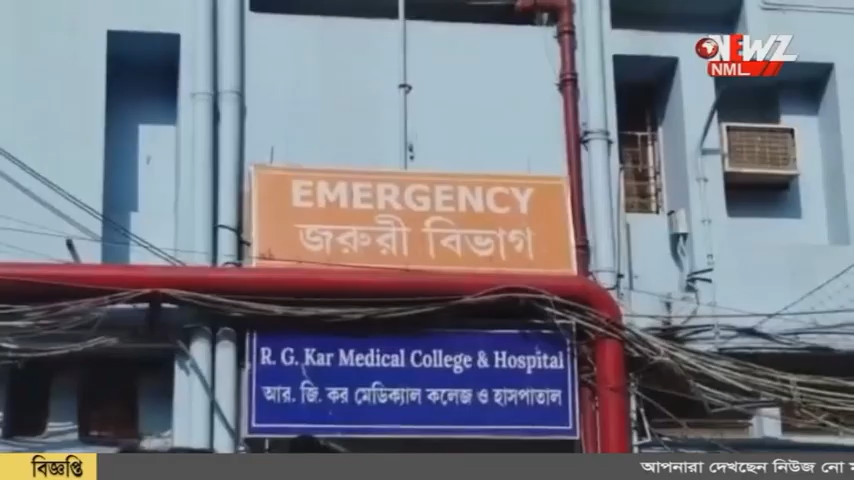 NEWZ
NML
EMERGENCY
জরুরী বিভাগ
R. G. Kar Medical College & Hospital
আর. জি. কর মেডিক্যাল কলেজ ও হাসপাতাল
বিজ্ঞপ্তি
আপনারা দেখছেন নিউজ নো